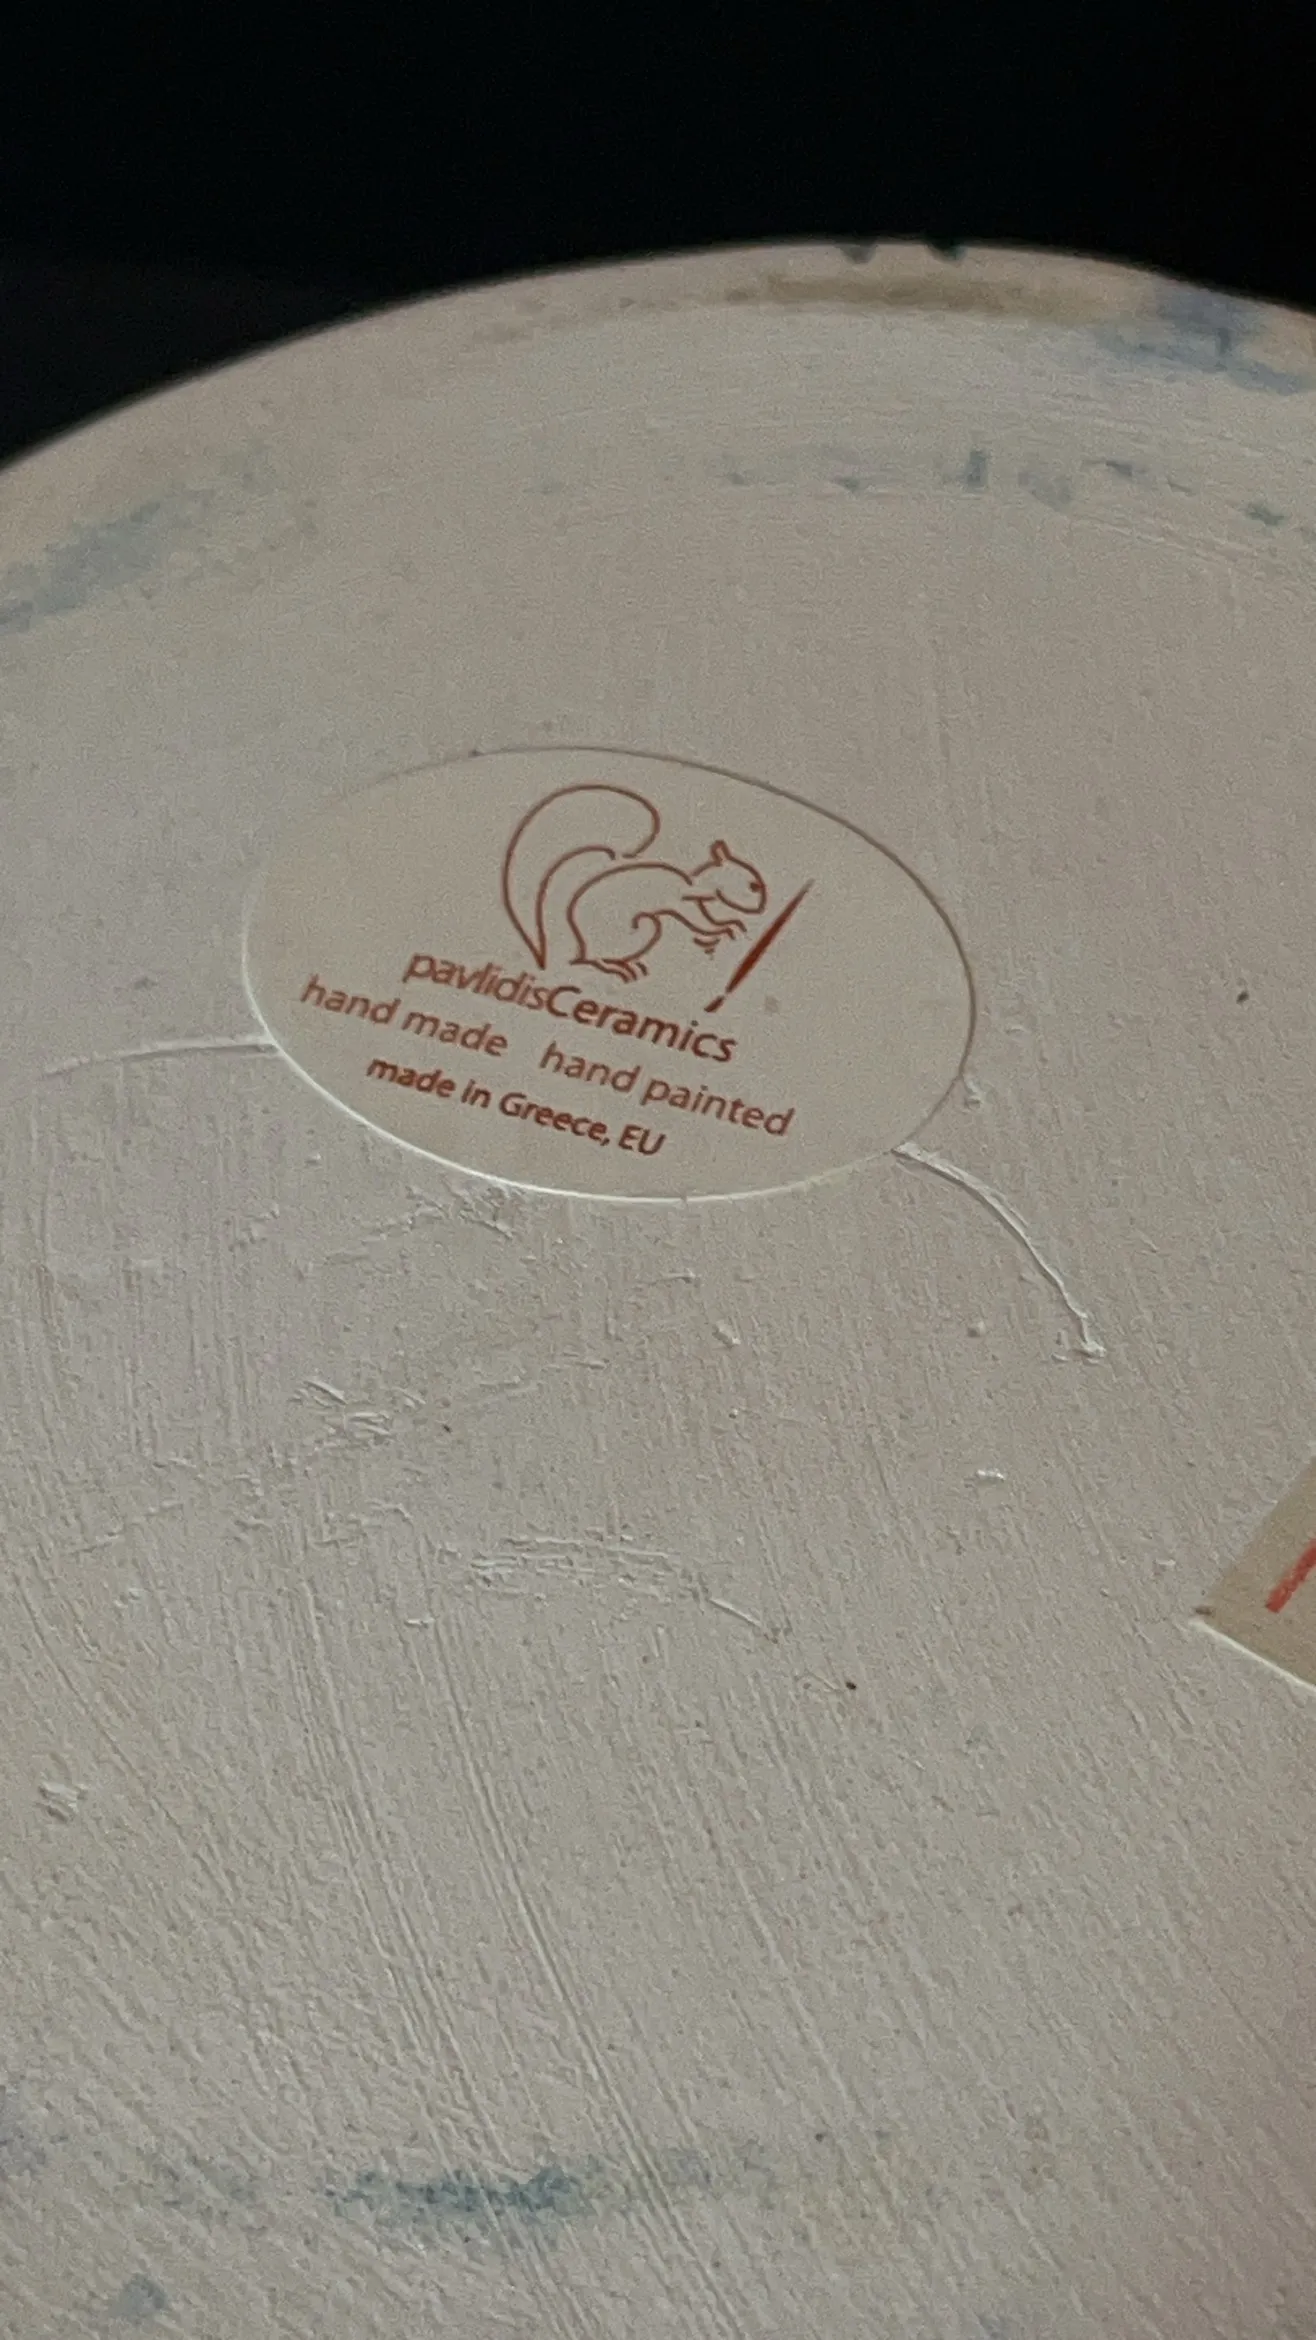 pavlidisCeramics
hand made hand painted
made in Greece, EU